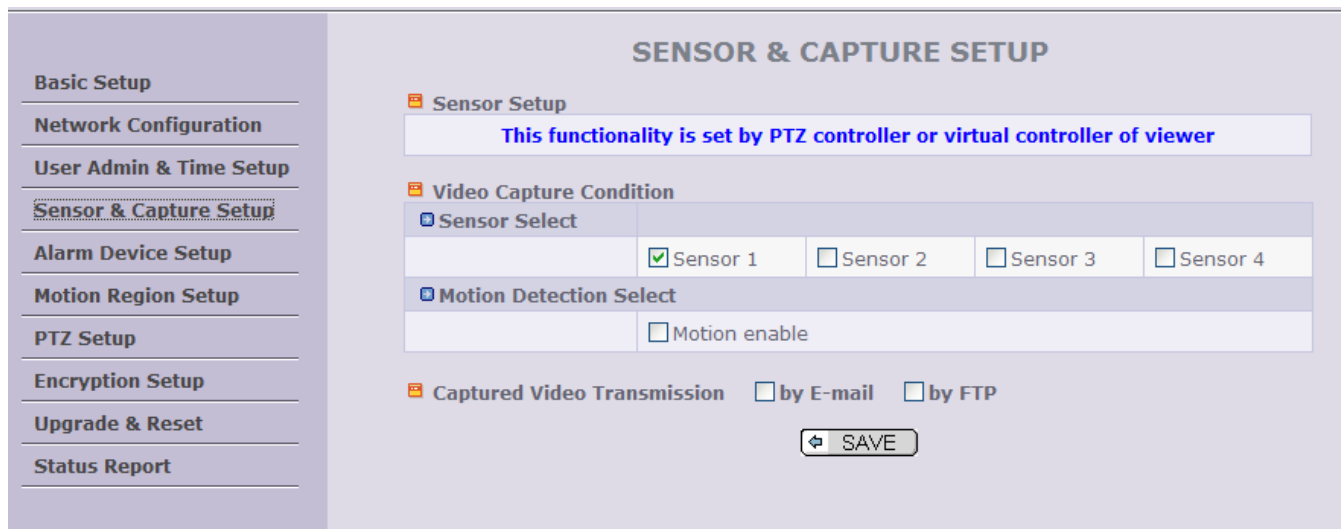 SENSOR & CAPTURE SETUP
Basic Setup
Network Configuration
User Admin & Time Setup
Sensor & Capture Setup
Alarm Device Setup
Motion Region Setup
PTZ Setup
Encryption Setup
Upgrade & Reset
Status Report
Sensor Setup
This functionality is set by PTZ controller or virtual controller of viewer
Video Capture Condition
Sensor Select
Sensor 1 Sensor 2 Sensor 3 Sensor 4
Motion Detection Select
Motion enable
Captured Video Transmission by E-mail by FTP
SAVE